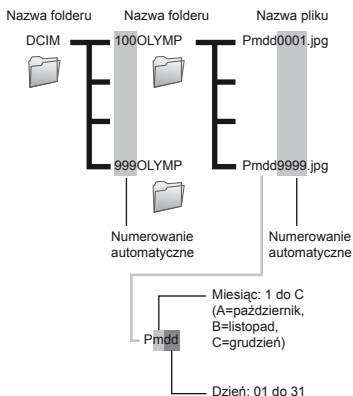 Nazwa folderu Nazwa folderu Nazwa pliku
DCIM 100OLYMP Pmdd0001.jpg
999OLYMP Pmdd9999.jpg
Numerowanie
automatyczne
Numerowanie
automatyczne
Miesiąc: 1 do C
(A=październik,
B=listopad,
C=grudzień)
Pmdd
Dzień: 01 do 31